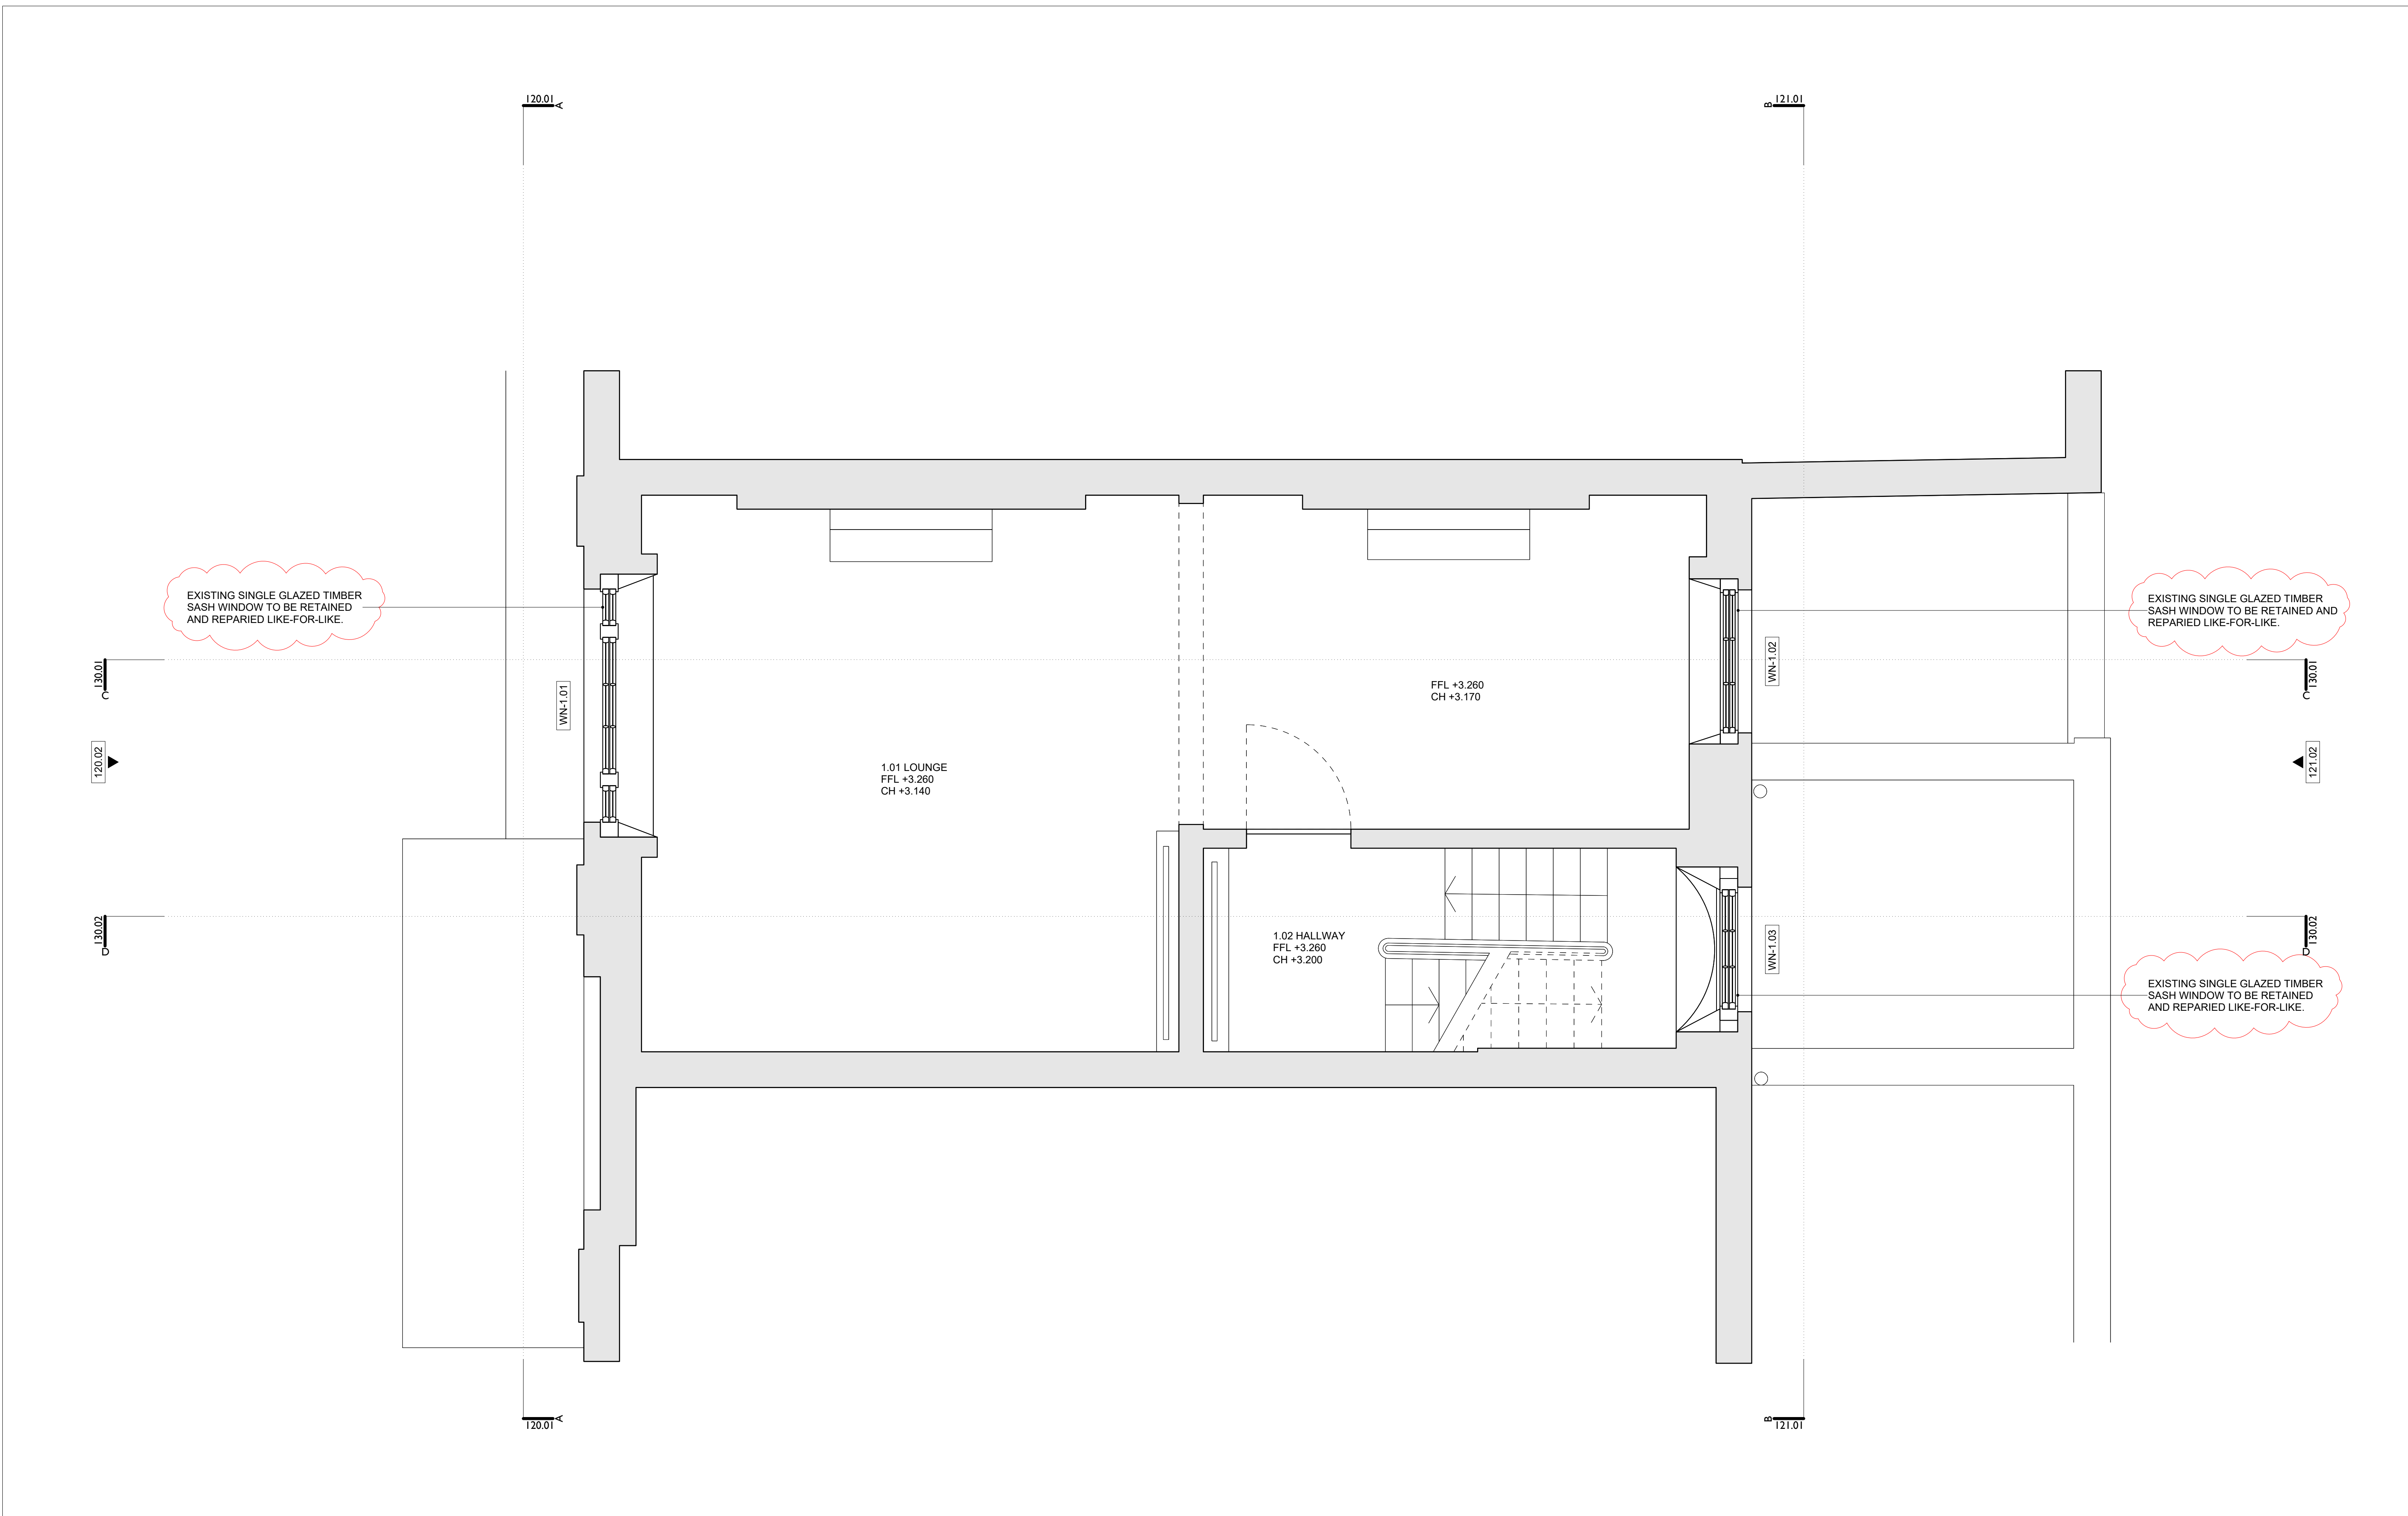 120.01
A
B
121.01
EXISTING SINGLE GLAZED TIMBER
SASH WINDOW TO BE RETAINED
AND REPARIED LIKE-FOR-LIKE.
EXISTING SINGLE GLAZED TIMBER
SASH WINDOW TO BE RETAINED AND
REPARIED LIKE-FOR-LIKE.
130.01
C
WN-1.01
WN-1.02
130.01
C
FFL +3.260
CH +3.170
120.02
121.02
1.01 LOUNGE
FFL +3.260
CH +3.140
130.02
D
1.02 HALLWAY
FFL +3.260
CH +3.200
WN-1.03
130.02
D
EXISTING SINGLE GLAZED TIMBER
SASH WINDOW TO BE RETAINED
AND REPARIED LIKE-FOR-LIKE.
A
120.01
B
121.01